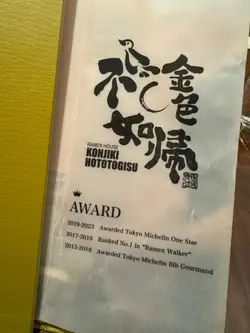 金色
不如帰
RAMEN HOUSE
KONJIKI
HOTOTOGISU
AWARD
2019-2022 Awarded Tokyo Michelin One Star
2017-2018 Ranked No.1 in "Ramen Walker"
2015-2018 Awarded Tokyo Michelin Bib Gourmand